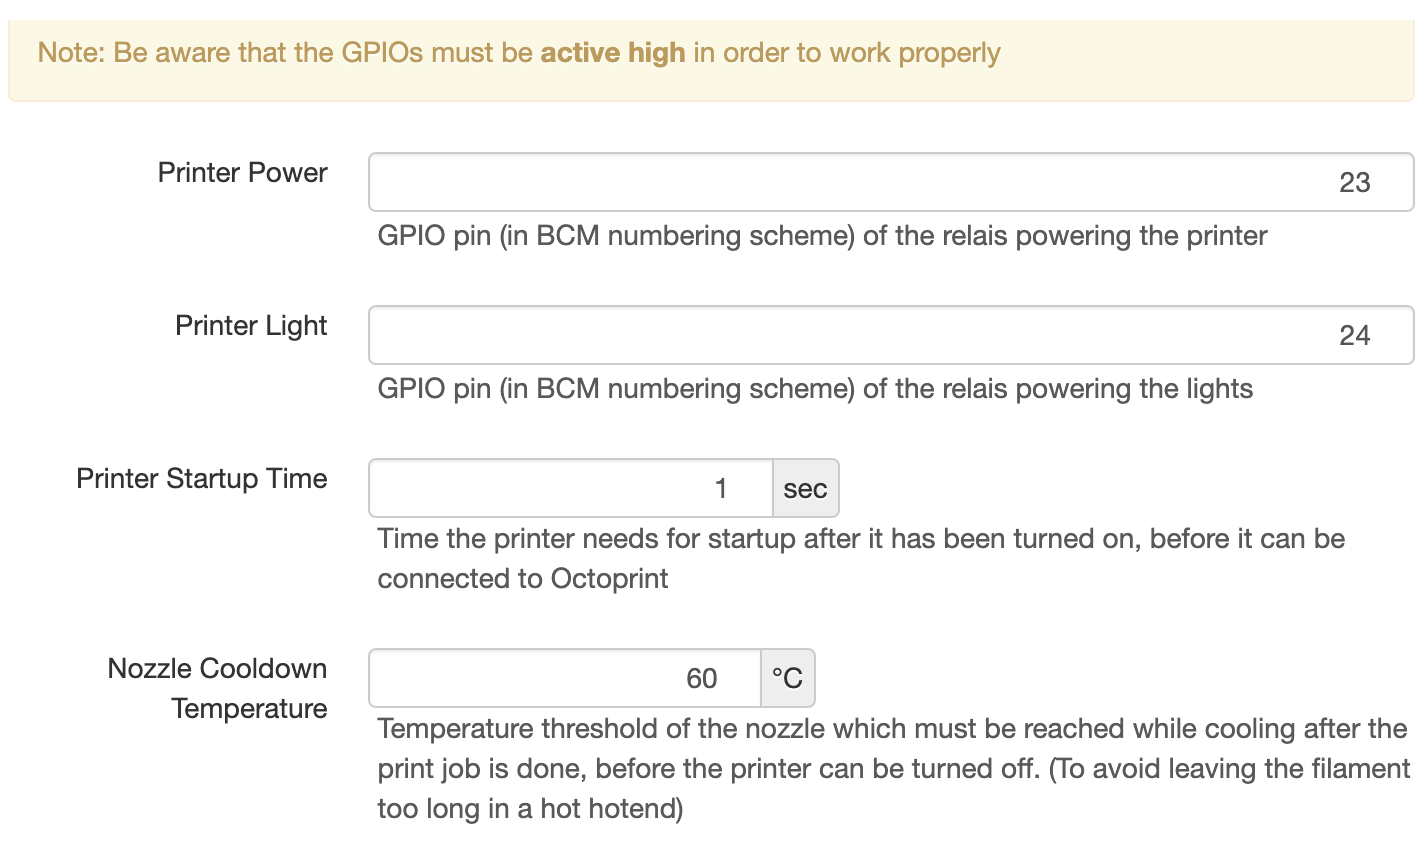 Note: Be aware that the GPIOs must be active high in order to work properly
Printer Power
23
GPIO pin (in BCM numbering scheme) of the relais powering the printer
Printer Light
24
GPIO pin (in BCM numbering scheme) of the relais powering the lights
Printer Startup Time
1 sec
Time the printer needs for startup after it has been turned on, before it can be
connected to Octoprint
Nozzle Cooldown
Temperature
60 °C
Temperature threshold of the nozzle which must be reached while cooling after the
print job is done, before the printer can be turned off. (To avoid leaving the filament
too long in a hot hotend)